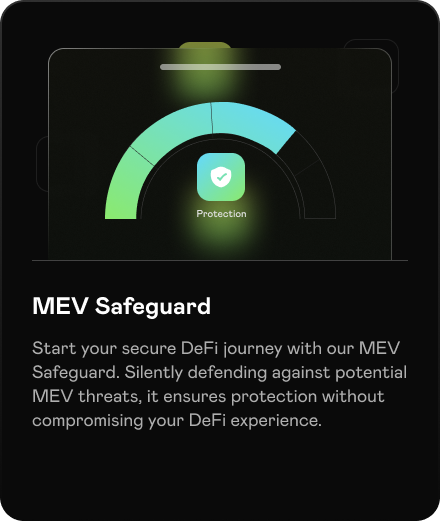 Protection
MEV Safeguard
Start your secure DeFi journey with our MEV
Safeguard. Silently defending against potential
MEV threats, it ensures protection without
compromising your DeFi experience.